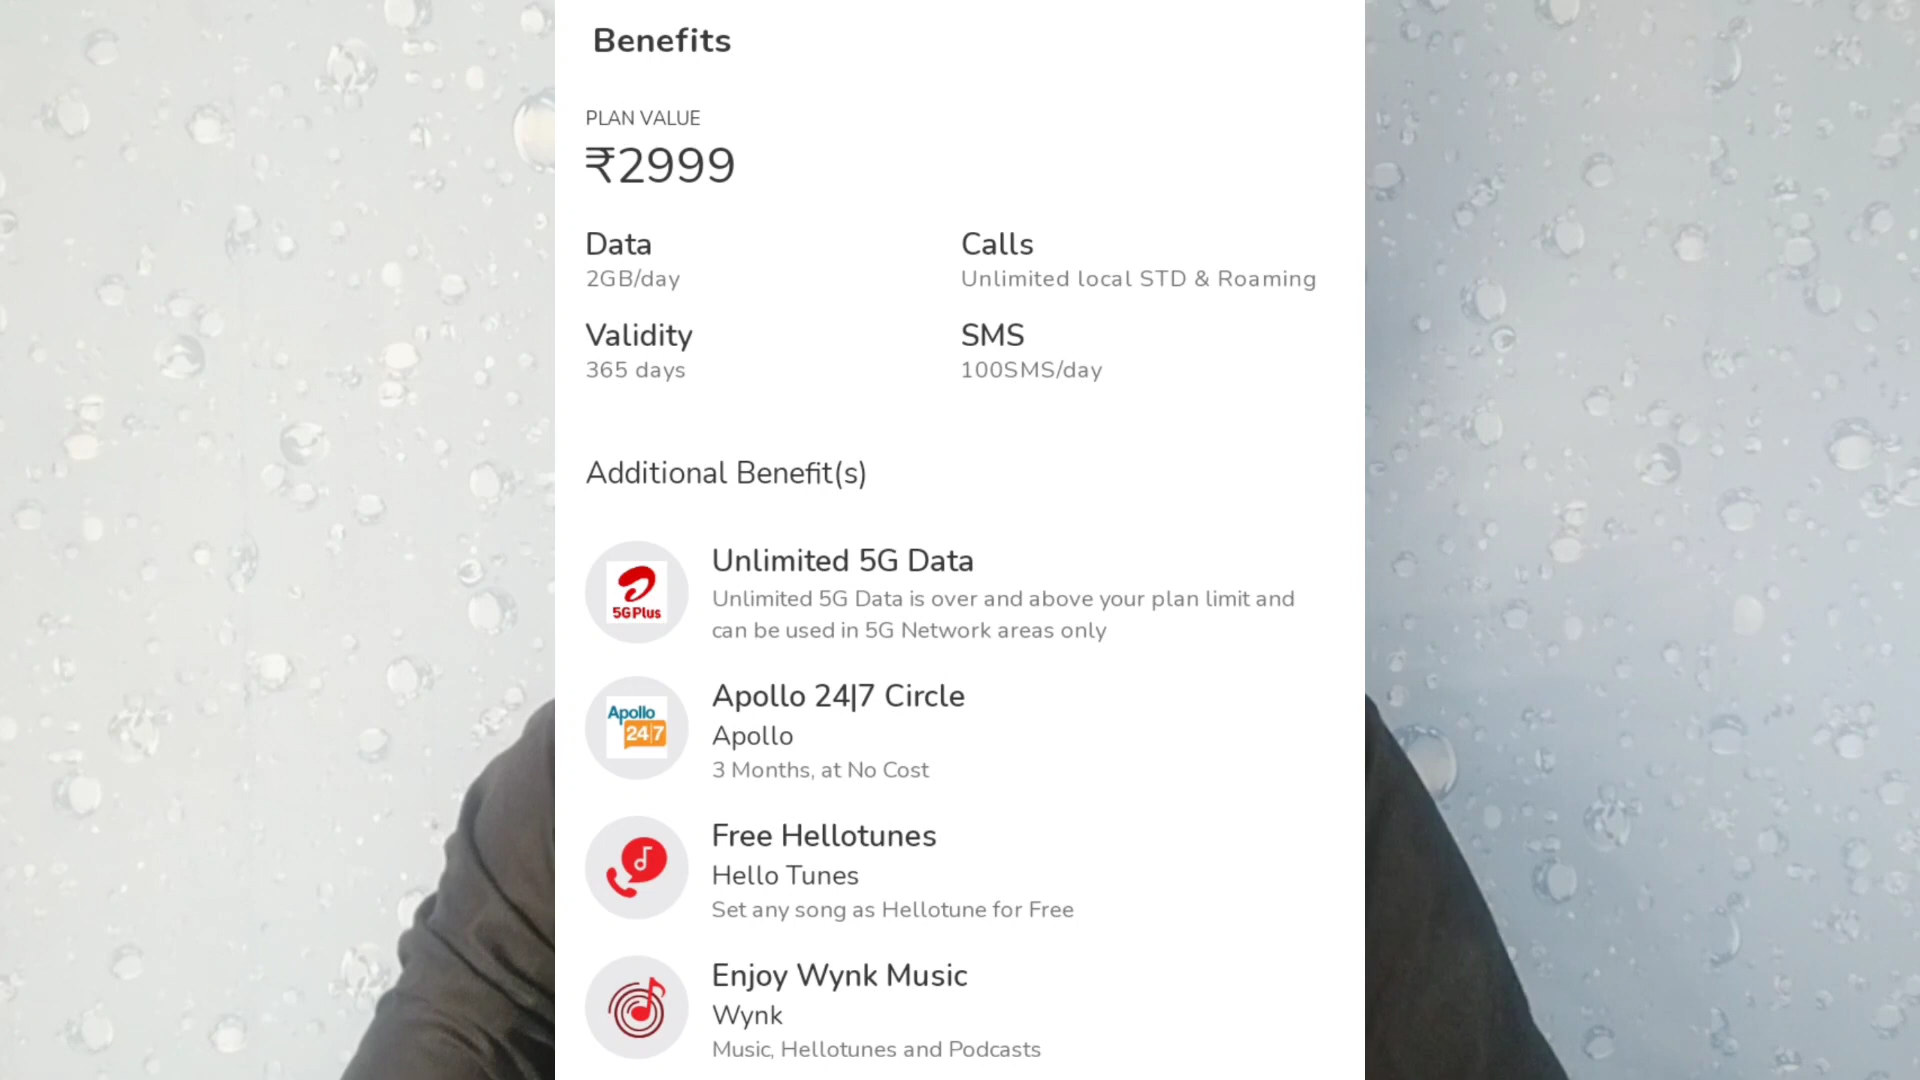 Benefits
PLAN VALUE
₹2999
Data
2GB/day
Calls
Unlimited local STD & Roaming
Validity
365 days
SMS
100SMS/day
Additional Benefit(s)
5G Plus
Unlimited 5G Data
Unlimited 5G Data is over and above your plan limit and
can be used in 5G Network areas only
Apollo
24|7
Apollo 24|7 Circle
Apollo
3 Months, at No Cost
Free Hellotunes
Hello Tunes
Set any song as Hellotune for Free
Enjoy Wynk Music
Wynk
Music, Hellotunes and Podcasts